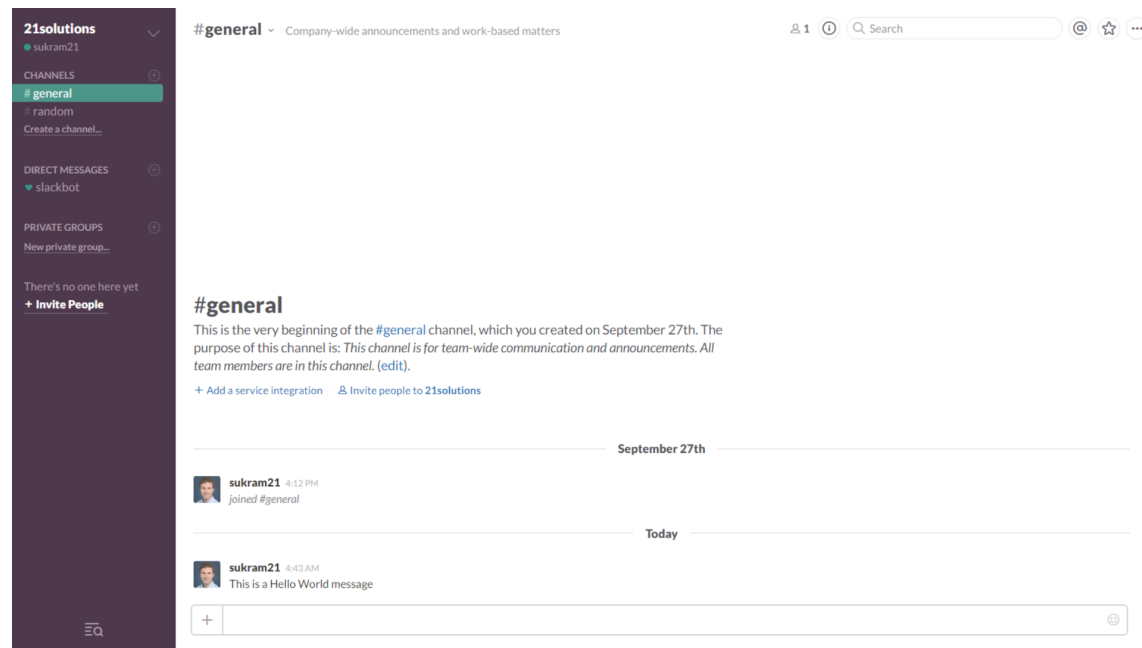 21solutions
sukram21
CHANNELS
# general
# random
Create a channel...
DIRECT MESSAGES
slackbot
PRIVATE GROUPS
New private group...
There's no one here yet
+ Invite People
#general
Company-wide announcements and work-based matters
1
Search
@
#general
This is the very beginning of the #general channel, which you created on September 27th. The
purpose of this channel is: This channel is for team-wide communication and announcements. All
team members are in this channel. (edit).
+ Add a service integration Invite people to 21solutions
September 27th
sukram21 4:12 PM
joined #general
Today
sukram21 4:43 AM
This is a Hello World message